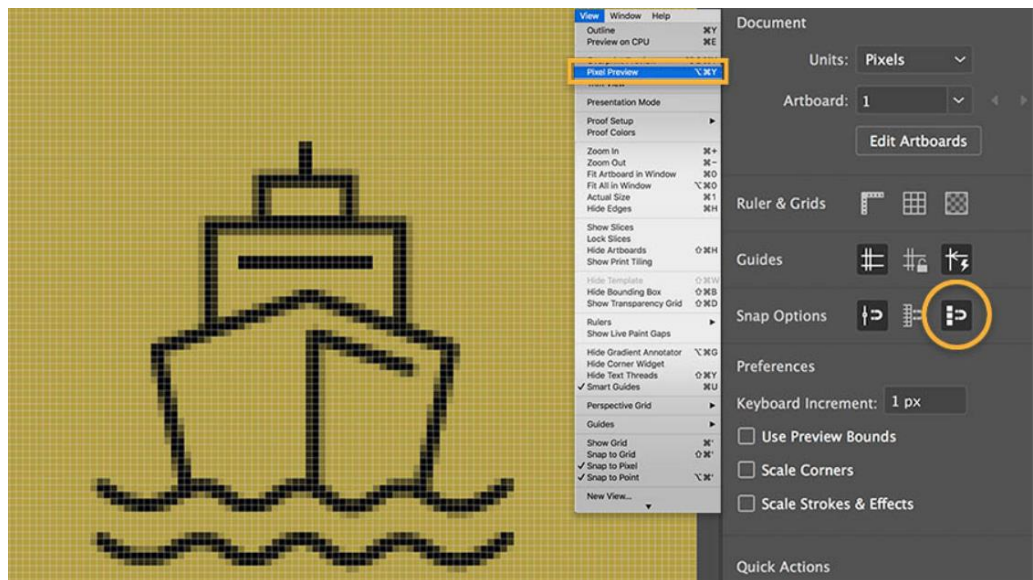 View Window Help
Outline ⌘Y
Preview on CPU ⌘E
Pixel Preview ⌥⌘Y
Presentation Mode
Proof Setup ▶
Proof Colors
Zoom In ⌘+
Zoom Out ⌘−
Fit Artboard in Window ⌘0
Fit All in Window ⌥⌘0
Actual Size ⌘1
Hide Edges ⌘H
Show Slices
Lock Slices
Hide Artboards ⇧⌘H
Show Print Tiling
Hide Template ⇧⌘W
Hide Bounding Box ⇧⌘B
Show Transparency Grid ⇧⌘D
Rulers ▶
Show Live Paint Gaps
Hide Gradient Annotator ⌥⌘G
Hide Corner Widget
Hide Text Threads ⇧⌘Y
✓ Smart Guides ⌘U
Perspective Grid ▶
Guides ▶
Show Grid ⌘'
Snap to Grid ⇧⌘'
✓ Snap to Pixel
✓ Snap to Point ⌥⌘'
New View...
Document
Units: Pixels
Artboard: 1
Edit Artboards
Ruler & Grids
Guides
Snap Options
Preferences
Keyboard Increment: 1 px
Use Preview Bounds
Scale Corners
Scale Strokes & Effects
Quick Actions